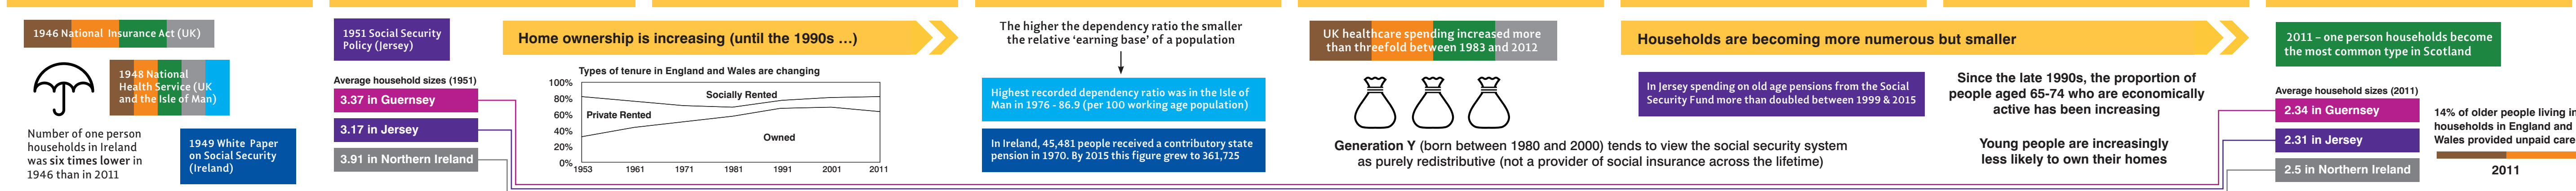 1946 National Insurance Act (UK)
1948 National
Health Service (UK
and the Isle of Man)
Number of one person
households in Ireland
was six times lower in
1946 than in 2011
1949 White Paper
on Social Security
(Ireland)
1951 Social Security
Policy (Jersey)
Average household sizes (1951)
3.37 in Guernsey
3.17 in Jersey
3.91 in Northern Ireland
Home ownership is increasing (until the 1990s ...)
Types of tenure in England and Wales are changing
100%
80%
60%
40%
20%
0%
Socially Rented
Private Rented
Owned
1953 1961 1971 1981 1991 2001 2011
The higher the dependency ratio the smaller
the relative ‘earning base’ of a population
Highest recorded dependency ratio was in the Isle of
Man in 1976 - 86.9 (per 100 working age population)
In Ireland, 45,481 people received a contributory state
pension in 1970. By 2015 this figure grew to 361,725
UK healthcare spending increased more
than threefold between 1983 and 2012
Generation Y (born between 1980 and 2000) tends to view the social security system
as purely redistributive (not a provider of social insurance across the lifetime)
Households are becoming more numerous but smaller
In Jersey spending on old age pensions from the Social
Security Fund more than doubled between 1999 & 2015
Since the late 1990s, the proportion of
people aged 65-74 who are economically
active has been increasing
Young people are increasingly
less likely to own their homes
2011 – one person households become
the most common type in Scotland
Average household sizes (2011)
2.34 in Guernsey
2.31 in Jersey
2.5 in Northern Ireland
14% of older people living in
households in England and
Wales provided unpaid care
2011